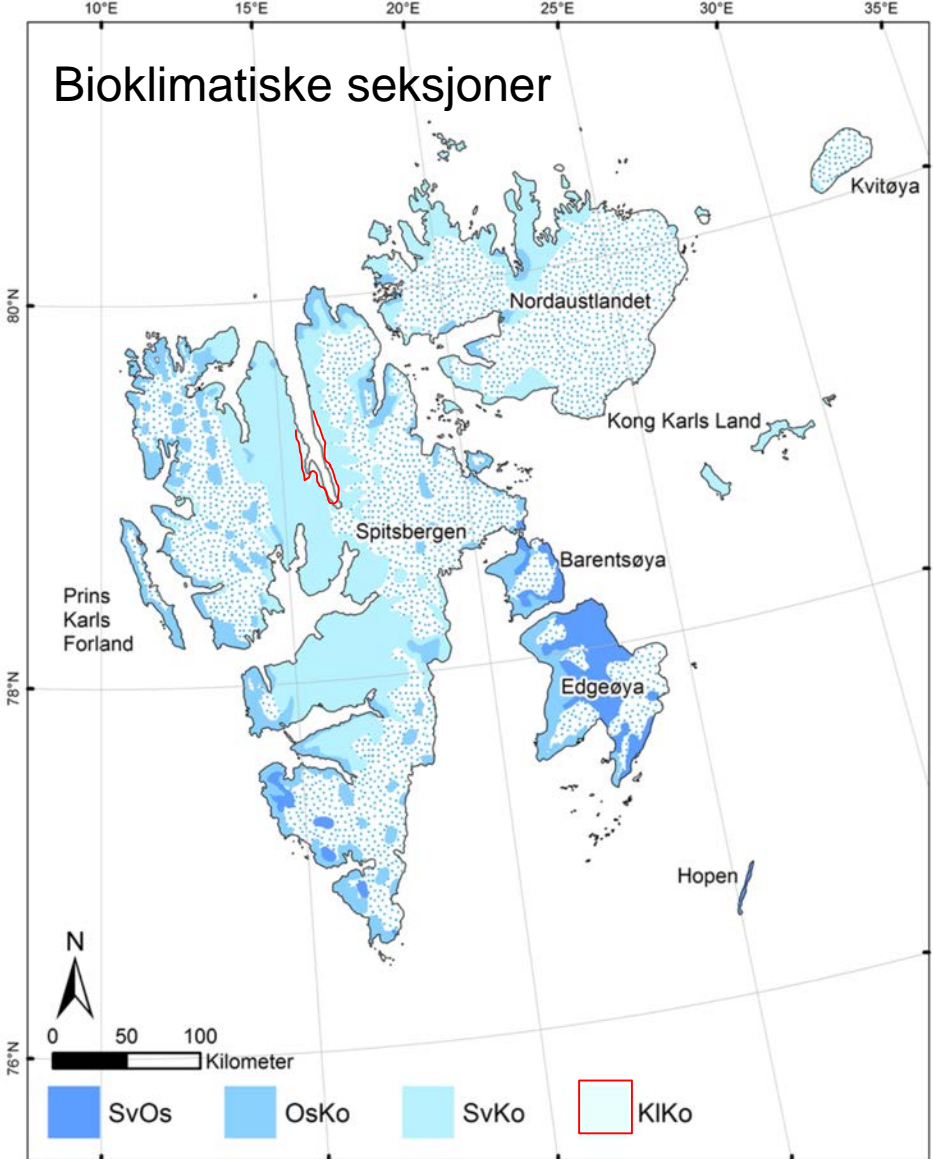 10°E 15°E 20°E 25°E 30°E 35°E
Bioklimatiske seksjoner
Kvitøya
80°N
Nordaustlandet
Kong Karls Land
Spitsbergen
Barentsøya
Prins
Karls
Forland
78°N
Edgeøya
Hopen
N
0 50 100
Kilometer
76°N
SvOs OsKo SvKo KlKo